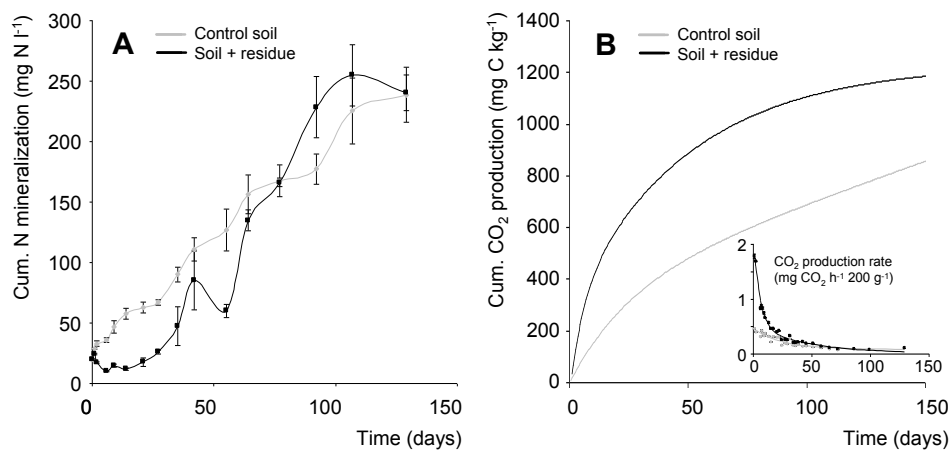 A
Control soil
Soil + residue
Cum. N mineralization (mg N l-1)
300
250
200
150
100
50
0
0
50
100
150
Time (days)
B
Control soil
Soil + residue
Cum. CO2 production (mg C kg-1)
1400
1200
1000
800
600
400
200
0
0
50
100
150
Time (days)
CO2 production rate
(mg CO2 h-1 200 g-1)
2
1
0
0
50
100
150